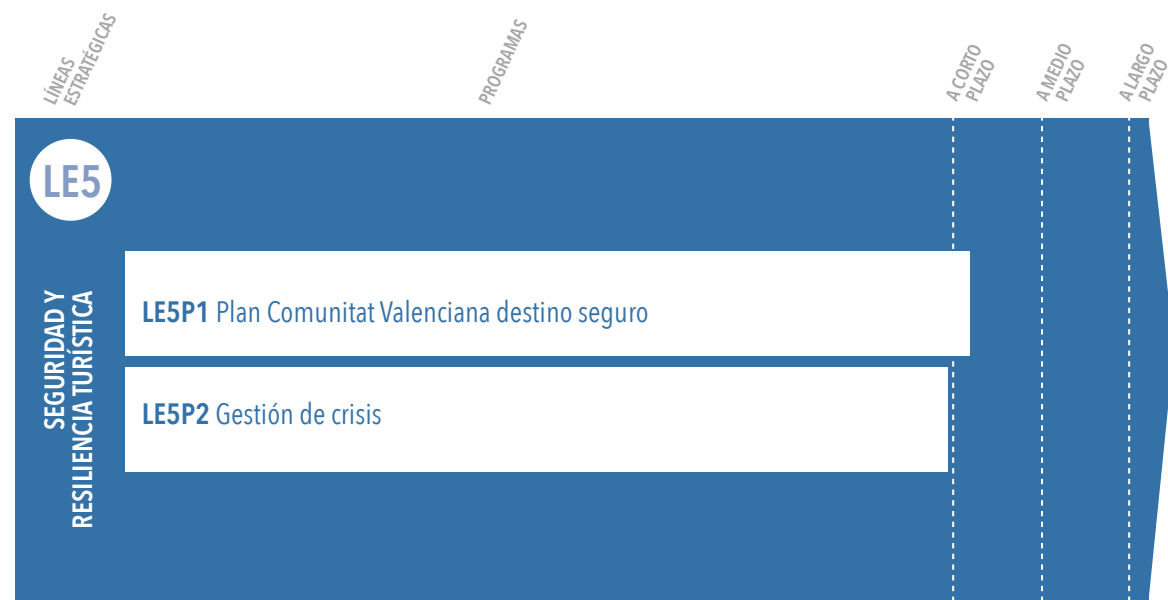 LÍNEAS
ESTRATÉGICAS
PROGRAMAS
A CORTO
PLAZO
A MEDIO
PLAZO
A LARGO
PLAZO
LE5
SEGURIDAD Y
RESILIENCIA TURÍSTICA
LE5P1 Plan Comunitat Valenciana destino seguro
LE5P2 Gestión de crisis